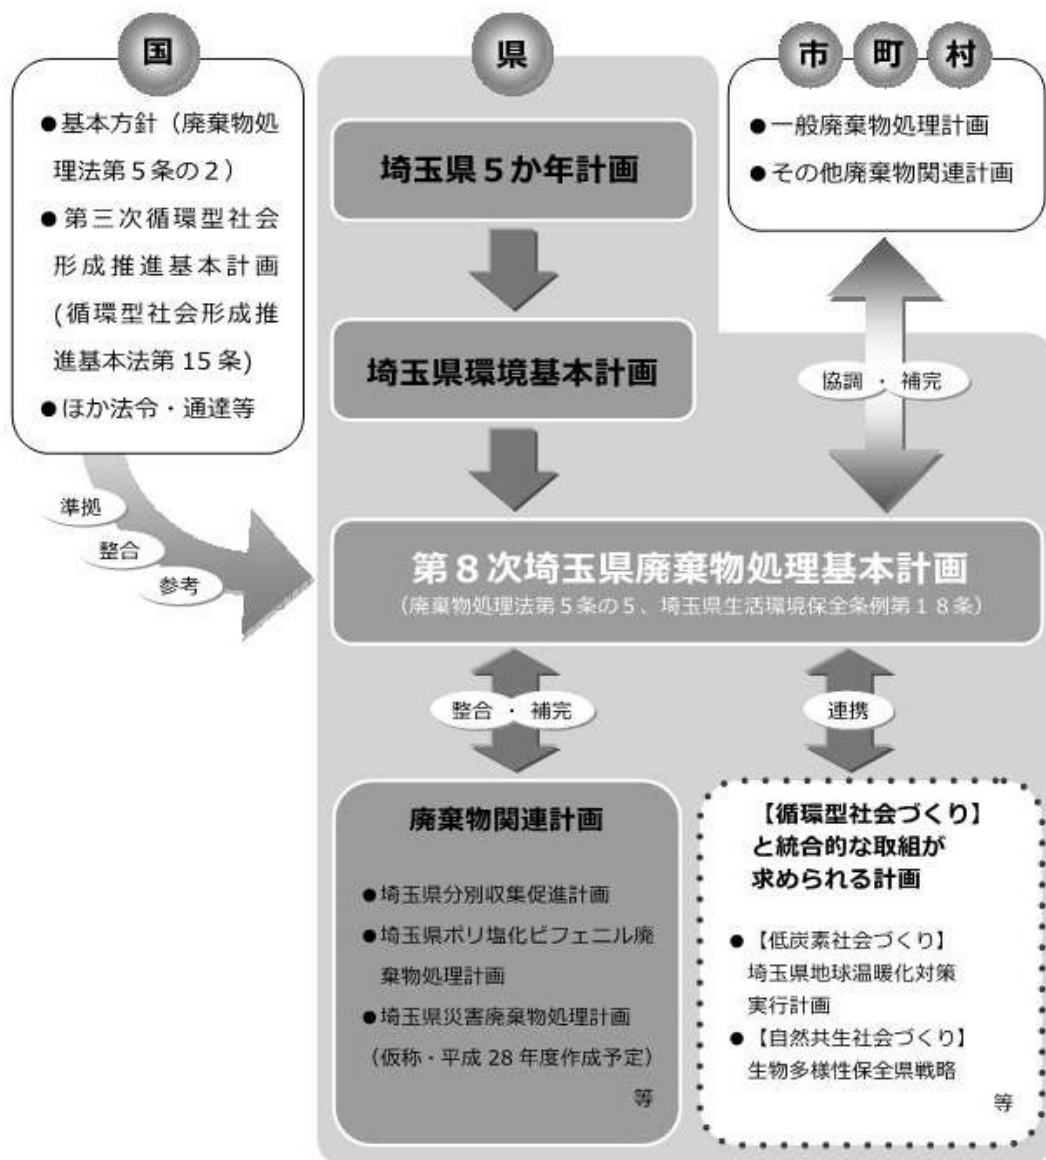 国
●基本方針（廃棄物処
理法第５条の２）
●第三次循環型社会
形成推進基本計画
(循環型社会形成推
進基本法第 15 条)
●ほか法令・通達等
準拠
整合
参考
県
埼玉県５か年計画
埼玉県環境基本計画
市 町 村
●一般廃棄物処理計画
●その他廃棄物関連計画
協調 ・ 補完
第８次埼玉県廃棄物処理基本計画
（廃棄物処理法第５条の５、埼玉県生活環境保全条例第１８条）
整合 ・ 補完
連携
廃棄物関連計画
●埼玉県分別収集促進計画
●埼玉県ポリ塩化ビフェニル廃
棄物処理計画
●埼玉県災害廃棄物処理計画
（仮称・平成 28 年度作成予定）
等
【循環型社会づくり】
と統合的な取組が
求められる計画
●【低炭素社会づくり】
埼玉県地球温暖化対策
実行計画
●【自然共生社会づくり】
生物多様性保全県戦略
等